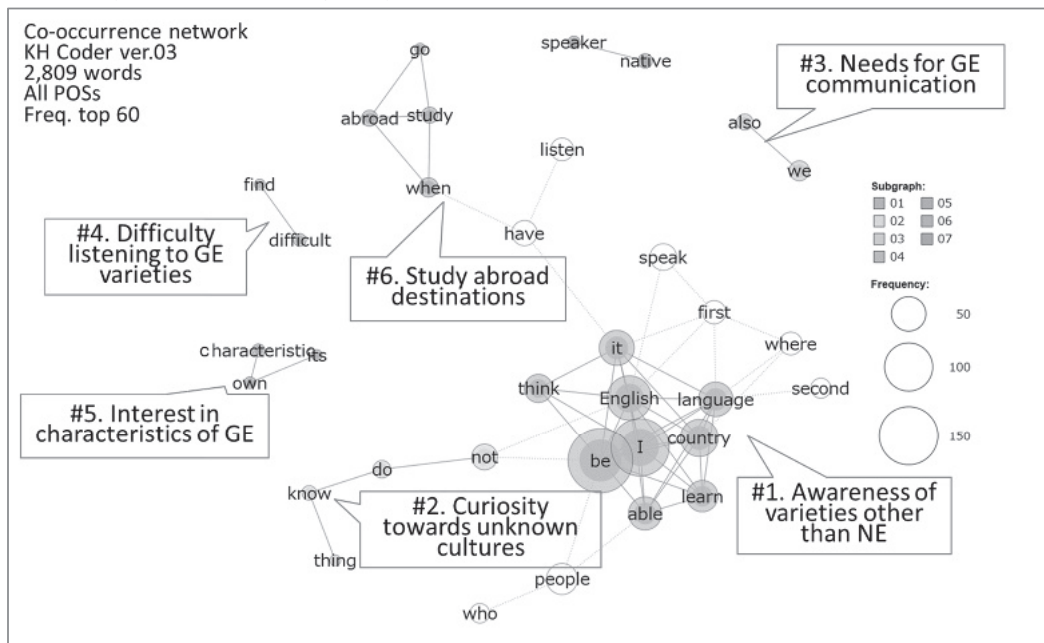 Co-occurrence network
KH Coder ver.03
2,809 words
All POSs
Freq. top 60
go
abroad
study
when
speaker
native
#3. Needs for GE
communication
also
we
listen
have
find
difficult
#4. Difficulty
listening to GE
varieties
#6. Study abroad
destinations
Subgraph:
01 05
02 06
03 07
04
Frequency:
50
100
150
speak
first
where
second
it
think
English
language
country
be
I
learn
able
characteristic
its
own
#5. Interest in
characteristics of GE
not
do
know
thing
#2. Curiosity
towards unknown
cultures
#1. Awareness of
varieties other
than NE
people
who